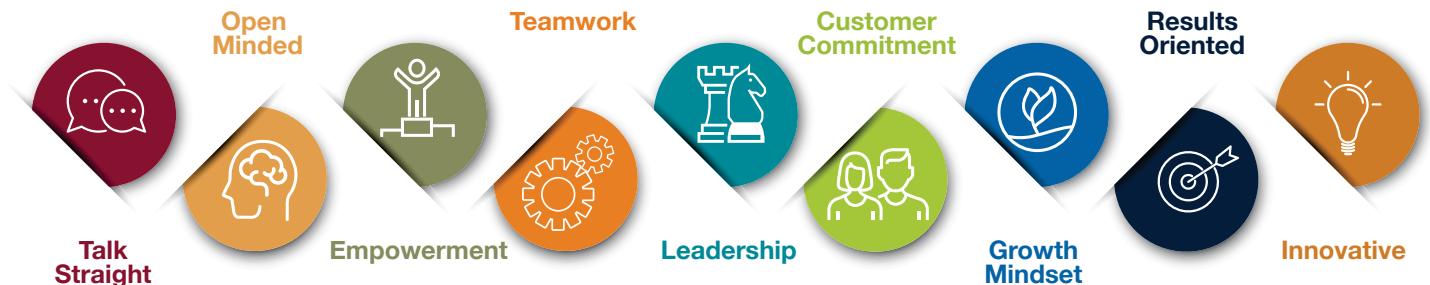 Talk
Straight
Open
Minded
Empowerment
Teamwork
Leadership
Customer
Commitment
Growth
Mindset
Results
Oriented
Innovative